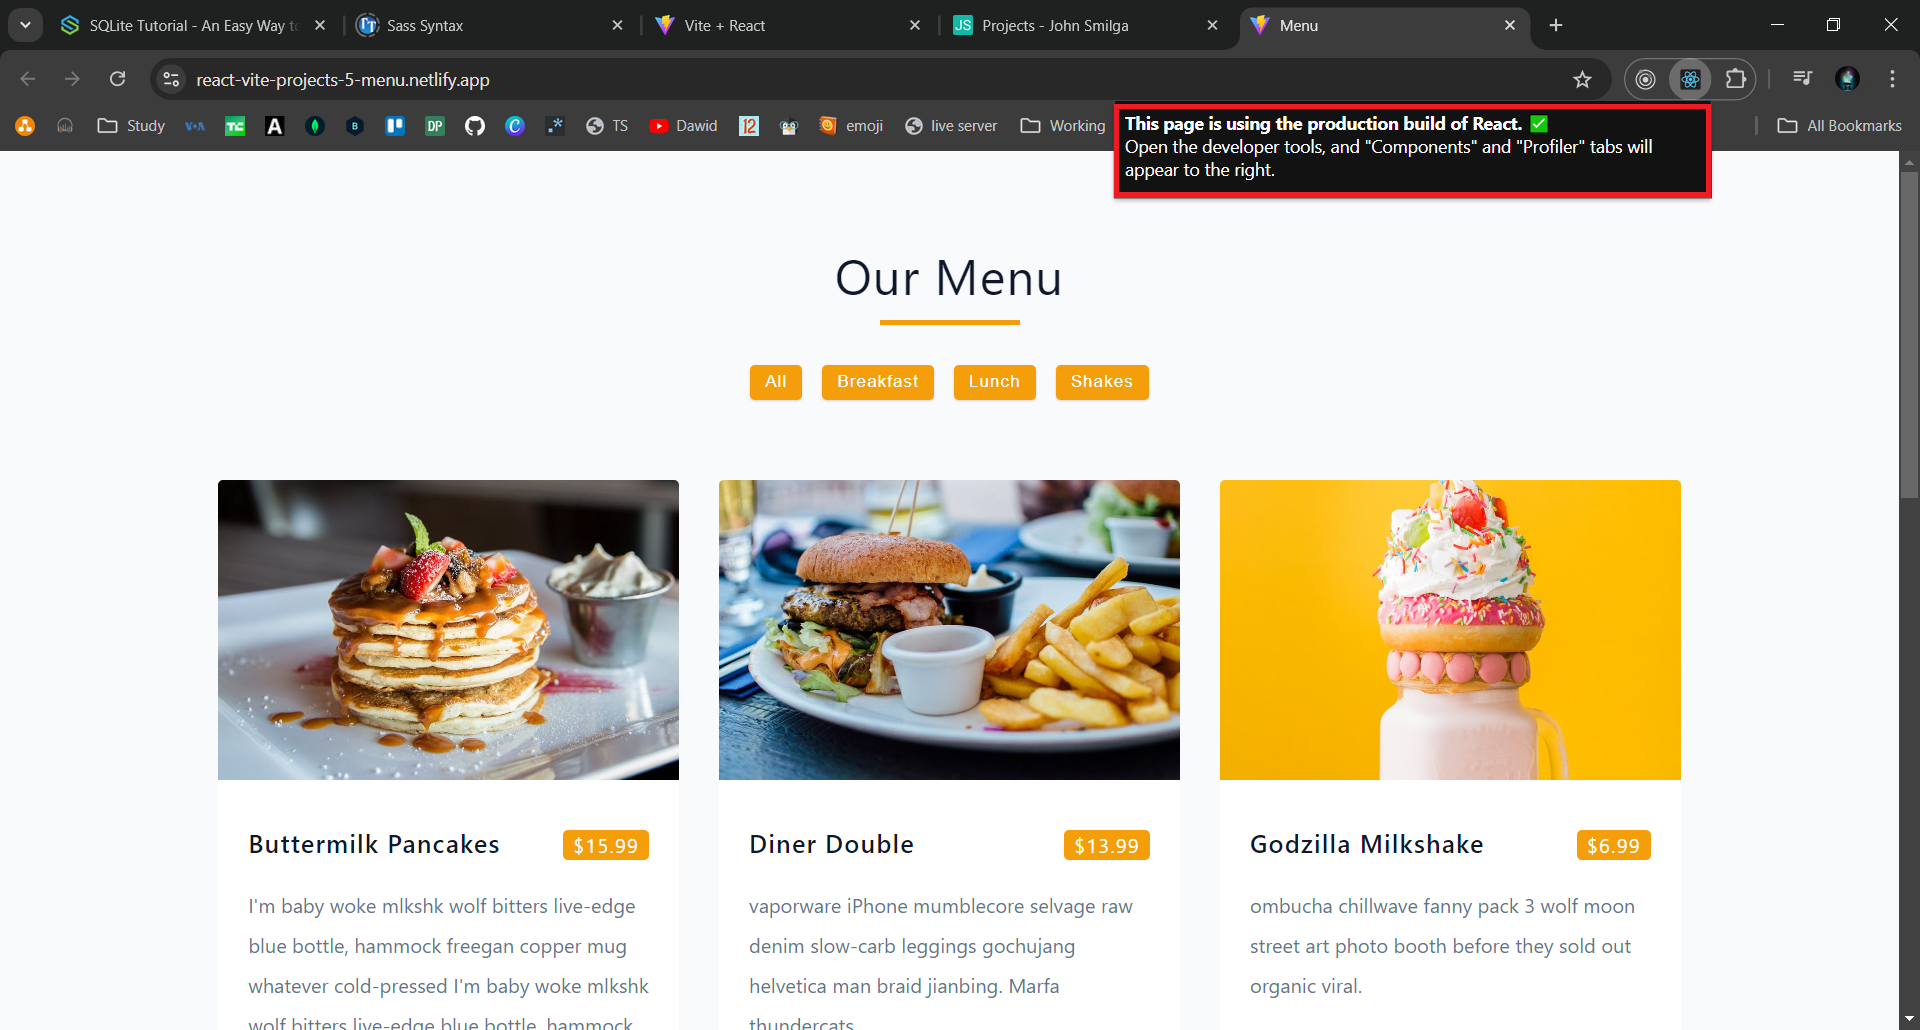 SQLite Tutorial - An Easy Way to
Sass Syntax
Vite + React
JS Projects - John Smilga
Menu
react-vite-projects-5-menu.netlify.app
Study
VOA
TC
A
B
DP
C
.*
TS
Dawid
12
emoji
live server
Working
All Bookmarks
This page is using the production build of React. ✅
Open the developer tools, and "Components" and "Profiler" tabs will
appear to the right.
Our Menu
All
Breakfast
Lunch
Shakes
Buttermilk Pancakes
$15.99
I'm baby woke mlkshk wolf bitters live-edge
blue bottle, hammock freegan copper mug
whatever cold-pressed I'm baby woke mlkshk
wolf bitters live-edge blue bottle, hammock
Diner Double
$13.99
vaporware iPhone mumblecore selvage raw
denim slow-carb leggings gochujang
helvetica man braid jianbing. Marfa
thundercats
Godzilla Milkshake
$6.99
ombucha chillwave fanny pack 3 wolf moon
street art photo booth before they sold out
organic viral.